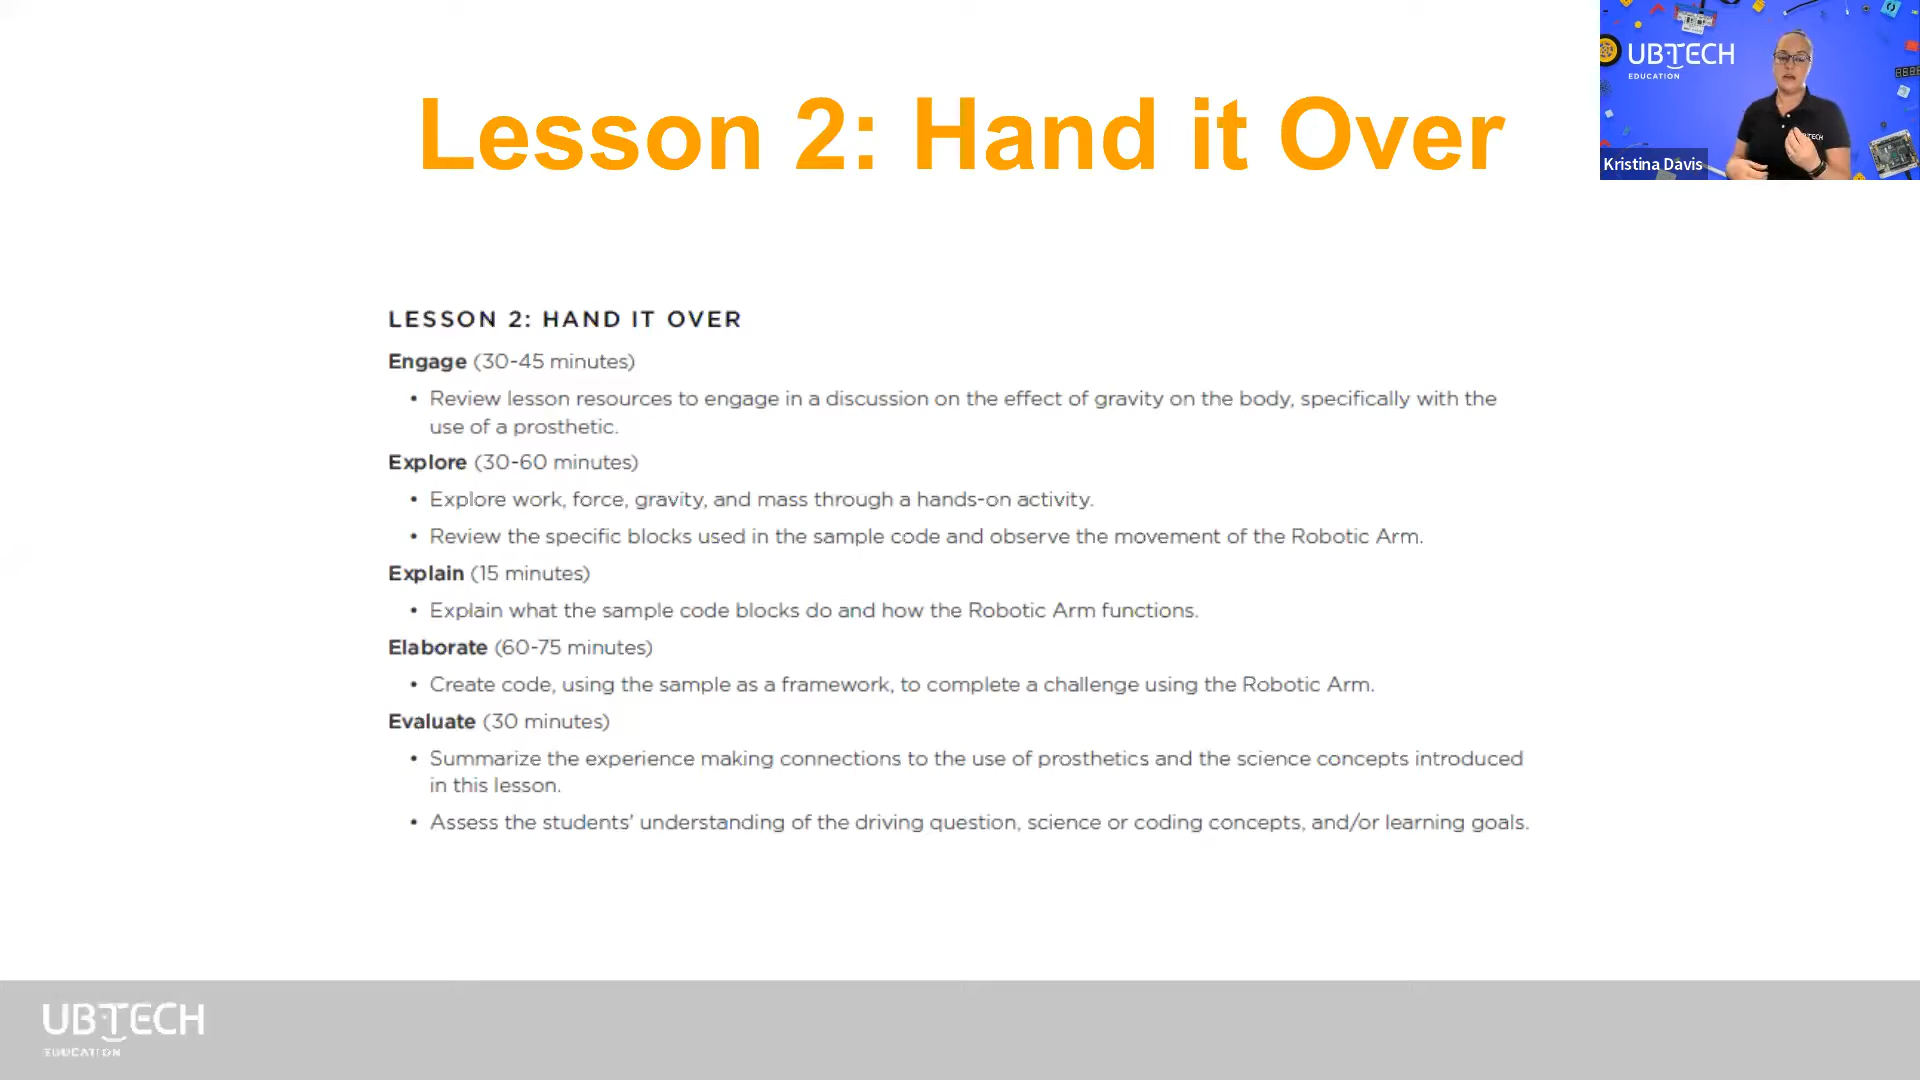 Lesson 2: Hand it Over
UBTECH
EDUCATION
TECH
Kristina Davis
LESSON 2: HAND IT OVER
Engage (30-45 minutes)
• Review lesson resources to engage in a discussion on the effect of gravity on the body, specifically with the
use of a prosthetic.
Explore (30-60 minutes)
• Explore work, force, gravity, and mass through a hands-on activity.
• Review the specific blocks used in the sample code and observe the movement of the Robotic Arm.
Explain (15 minutes)
• Explain what the sample code blocks do and how the Robotic Arm functions.
Elaborate (60-75 minutes)
• Create code, using the sample as a framework, to complete a challenge using the Robotic Arm.
Evaluate (30 minutes)
• Summarize the experience making connections to the use of prosthetics and the science concepts introduced
in this lesson.
• Assess the students' understanding of the driving question, science or coding concepts, and/or learning goals.
UBTECH
EDUCATION